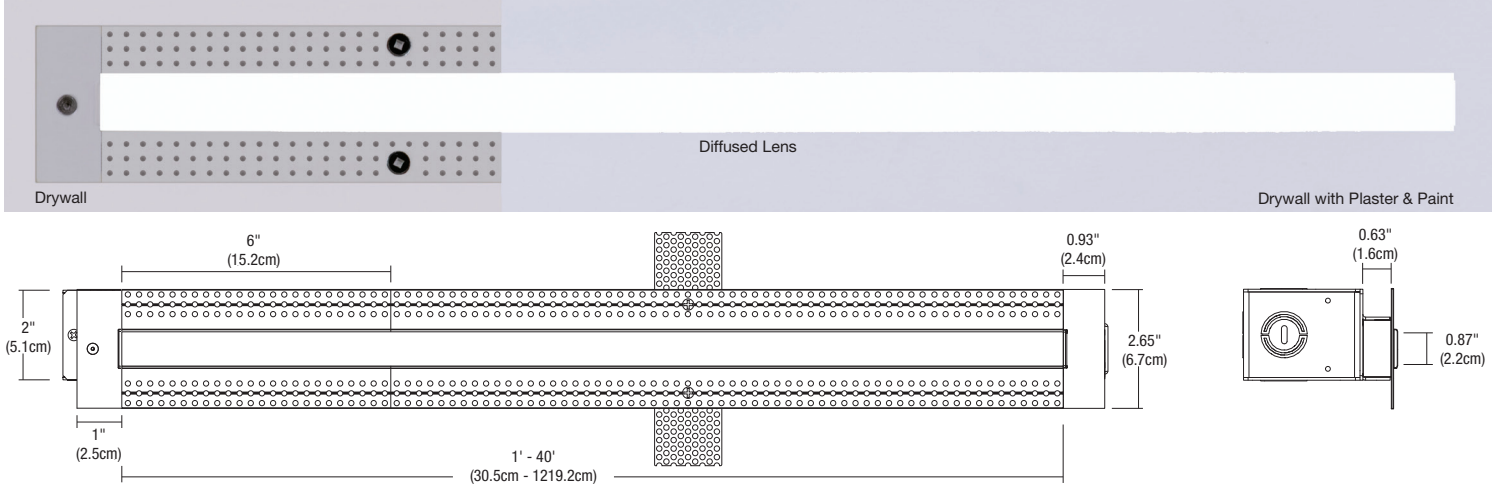 Diffused Lens
Drywall
Drywall with Plaster & Paint
6"
(15.2cm)
0.93"
(2.4cm)
0.63"
(1.6cm)
2"
(5.1cm)
2.65"
(6.7cm)
0.87"
(2.2cm)
1"
(2.5cm)
1' - 40'
(30.5cm - 1219.2cm)